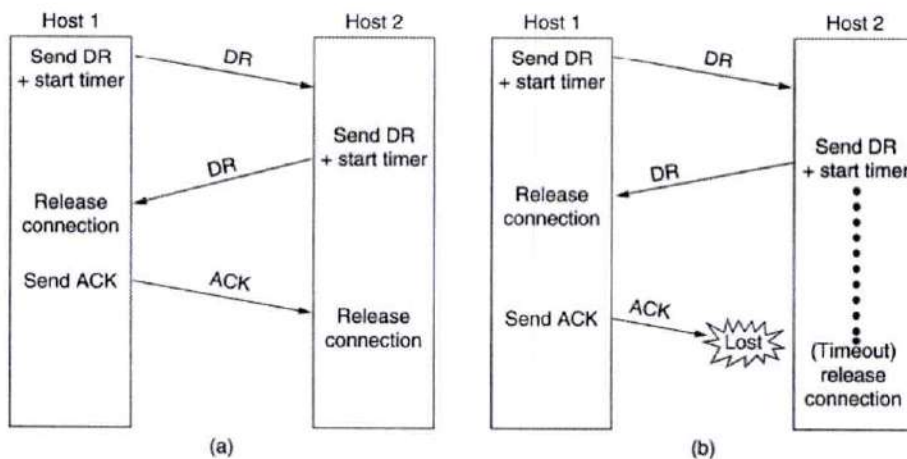 Host 1
Host 2
Send DR
+ start timer
DR
Send DR
+ start timer
DR
Release
connection
Send ACK
ACK
Release
connection
(a)
Host 1
Host 2
Send DR
+ start timer
DR
Send DR
+ start timer
DR
Release
connection
Send ACK
ACK
Lost
(Timeout)
release
connection
(b)